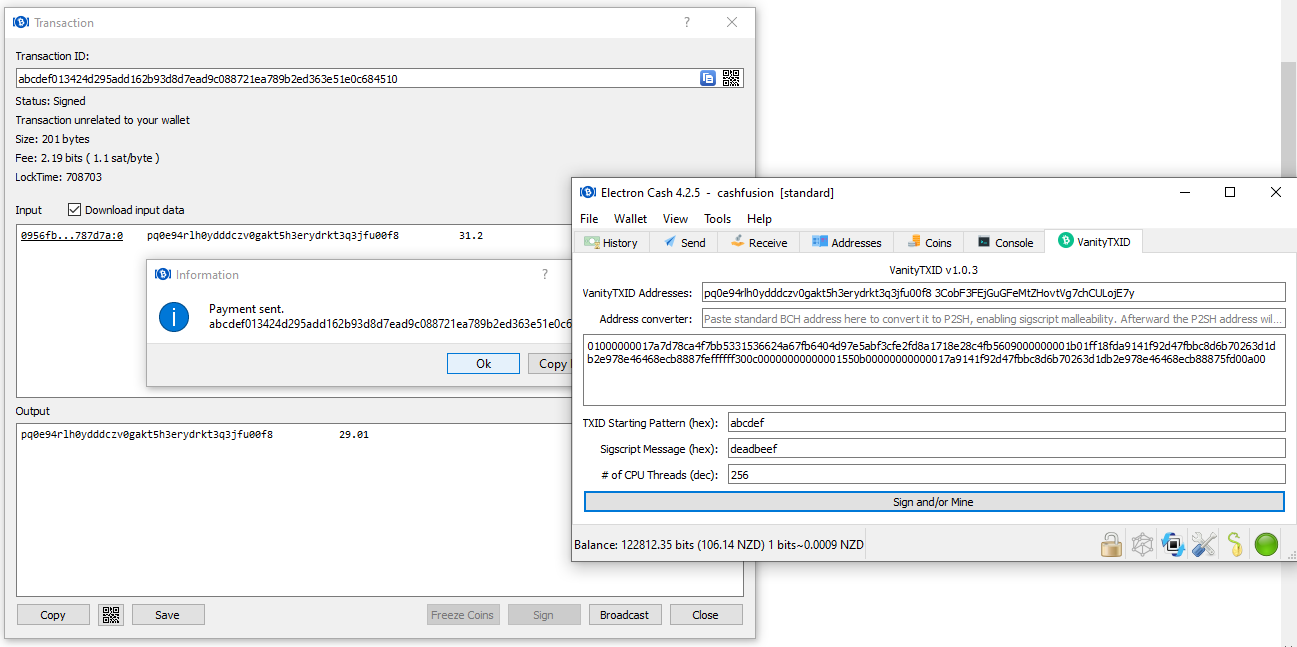 Transaction
?
Transaction ID:
abcdef013424d295add162b93d8d7ead9c088721ea789b2ed363e51e0c684510
Status: Signed
Transaction unrelated to your wallet
Size: 201 bytes
Fee: 2.19 bits ( 1.1 sat/byte )
LockTime: 708703
Input
Download input data
0956fb...787d7a:0 pq0e94rlh0ydddczv0gakt5h3erydrkt3q3jfu00f8 31.2
Information
?
Payment sent.
abcdef013424d295add162b93d8d7ead9c088721ea789b2ed363e51e0c6
Ok
Copy
Output
pq0e94rlh0ydddczv0gakt5h3erydrkt3q3jfu00f8 29.01
Copy
Save
Freeze Coins
Sign
Broadcast
Close
Electron Cash 4.2.5 - cashfusion [standard]
File Wallet View Tools Help
History Send Receive Addresses Coins Console VanityTXID
VanityTXID v1.0.3
VanityTXID Addresses: pq0e94rlh0ydddczv0gakt5h3erydrkt3q3jfu00f8 3CobF3FEjGuGFeMtZHovtVg7chCULojE7y
Address converter: Paste standard BCH address here to convert it to P2SH, enabling sigscript malleability. Afterward the P2SH address wil...
01000000017a7d78ca4f7bb5331536624a67fb6404d97e5abf3cfe2fd8a1718e28c4fb5609000000001b01ff18fda9141f92d47fbbc8d6b70263d1d
b2e978e46468ecb8887feffffff300c00000000000001550b00000000000017a9141f92d47fbbc8d6b70263d1db2e978e46468ecb88875fd00a00
TXID Starting Pattern (hex): abcdef
Sigscript Message (hex): deadbeef
# of CPU Threads (dec): 256
Sign and/or Mine
Balance: 122812.35 bits (106.14 NZD) 1 bits~0.0009 NZD